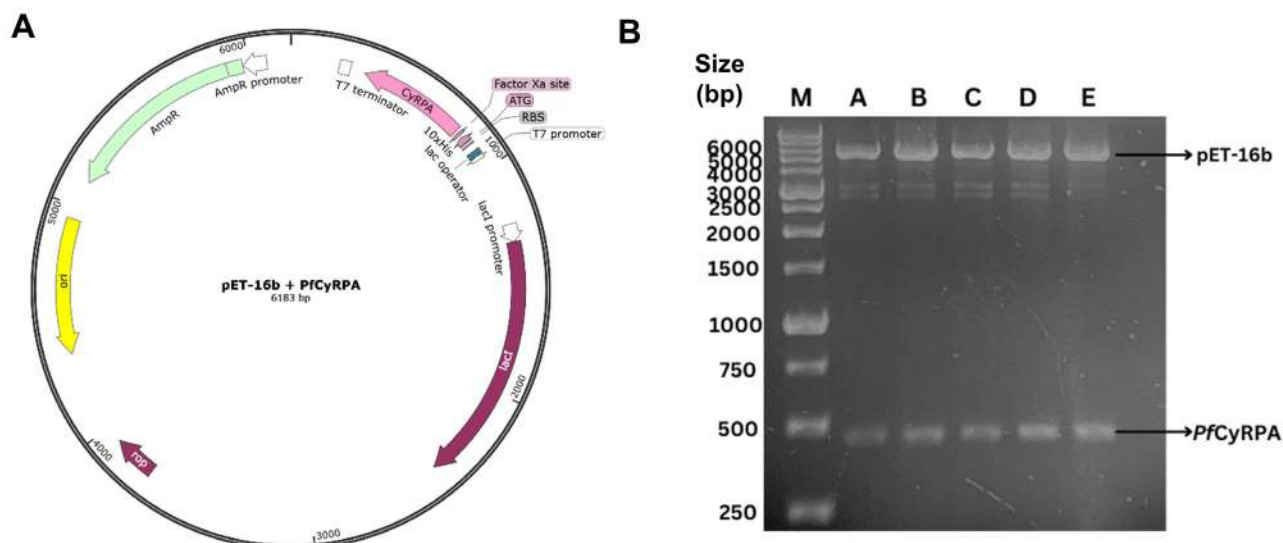 A
6000
AmpR promoter
AmpR
T7 terminator
CyRPA
Factor Xa site
ATG
RBS
T7 promoter
1000
10xHis
lac operator
lacI promoter
5000
ori
pET-16b + PfCyRPA
6183 bp
lacI
2000
4000
rop
3000
B
Size
(bp)
M A B C D E
6000
5000
4000
3000
2500
2000
1500
1000
750
500
250
pET-16b
PfCyRPA